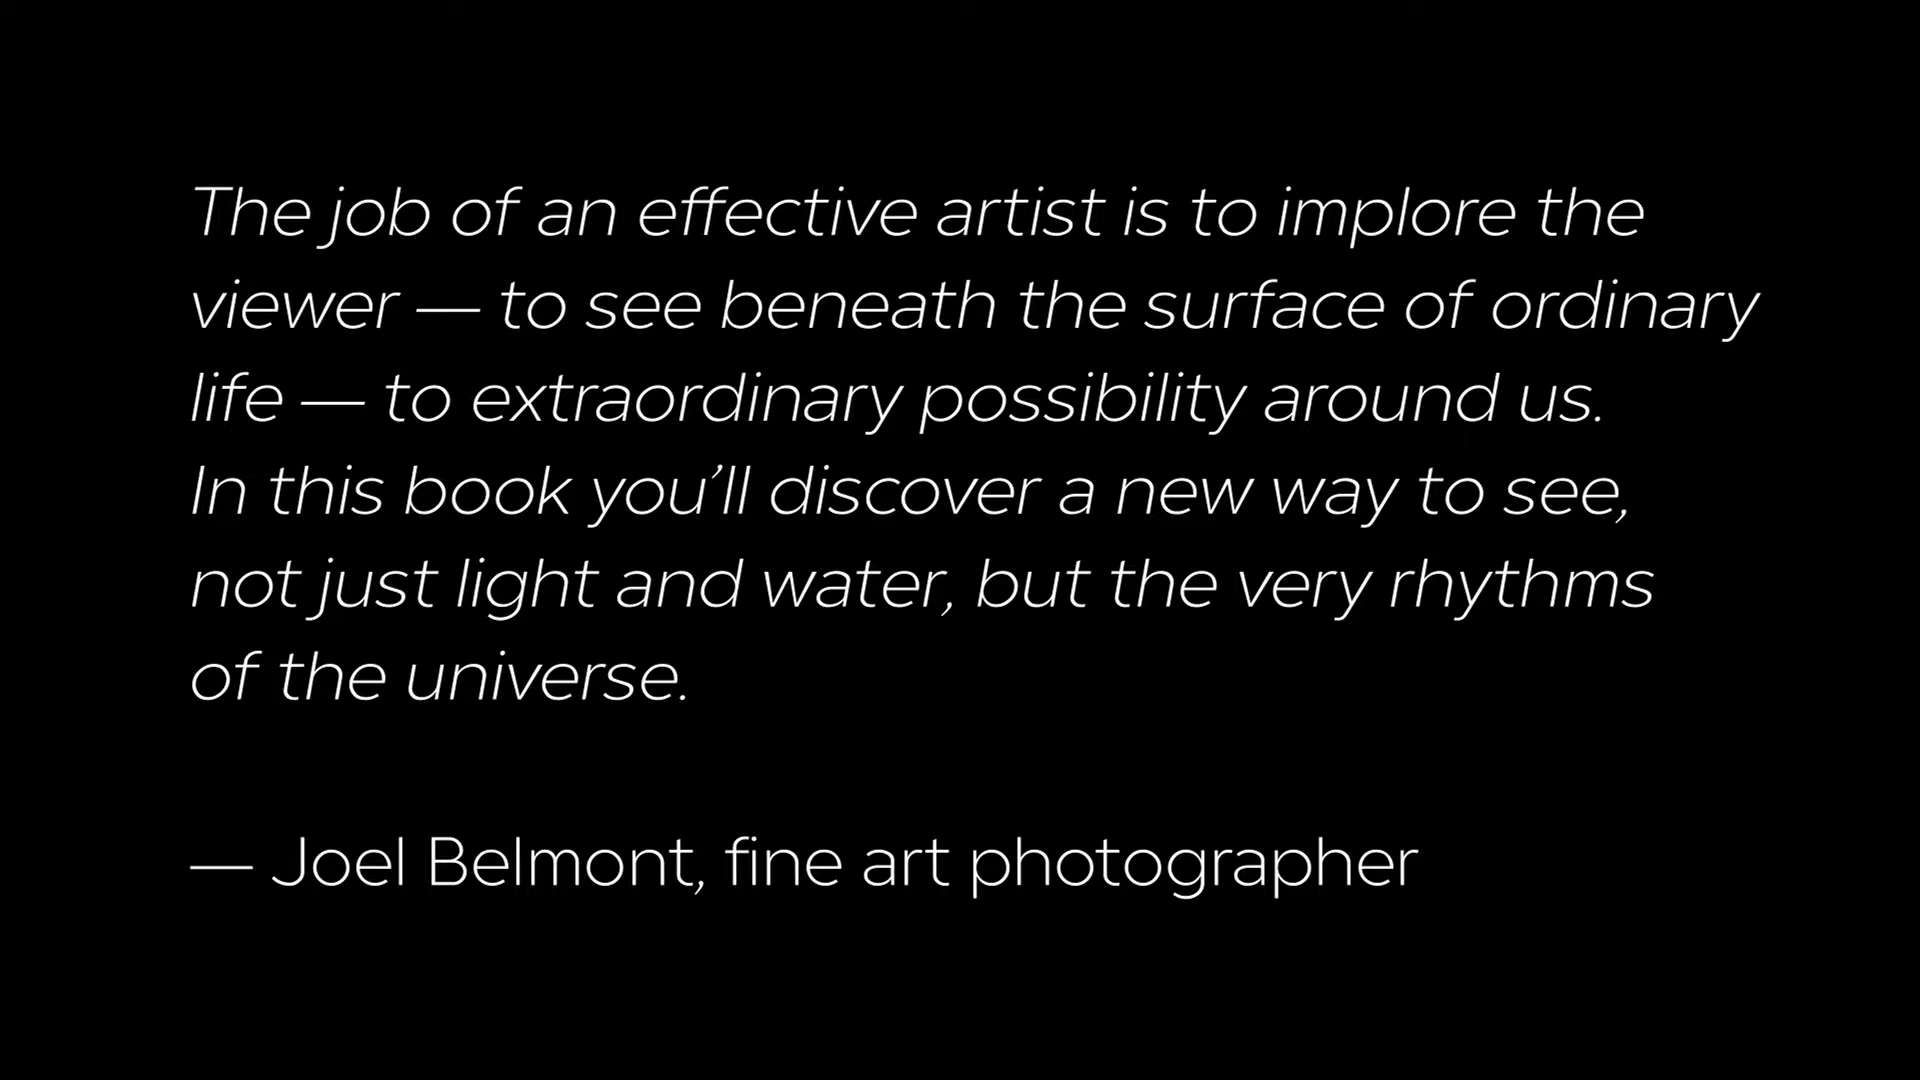 The job of an effective artist is to implore the
viewer — to see beneath the surface of ordinary
life — to extraordinary possibility around us.
In this book you’ll discover a new way to see,
not just light and water, but the very rhythms
of the universe.
— Joel Belmont, fine art photographer